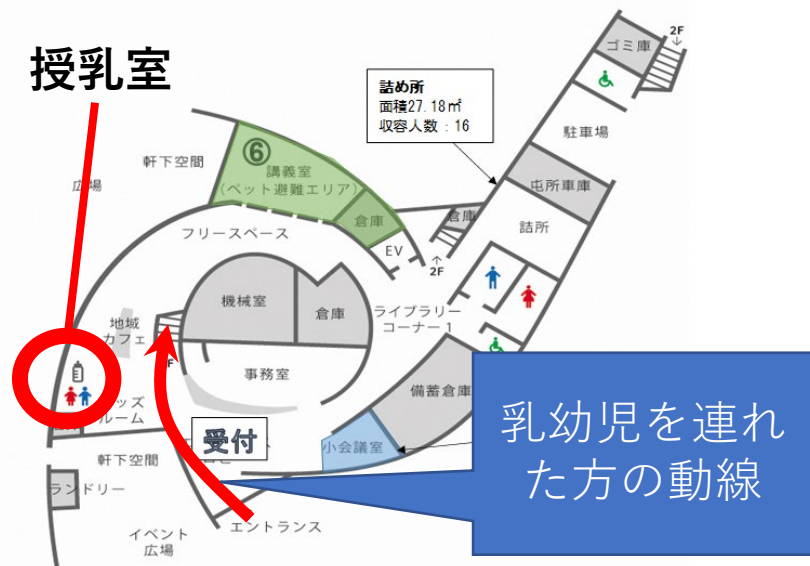 授乳室
ゴミ庫
2F
↓
詰め所
面積27.18㎡
収容人数：16
駐車場
屯所車庫
詰所
⑥
講義室
(ペット避難エリア)
倉庫
軒下空間
広場
フリースペース
倉庫
EV
↑
2F
機械室
倉庫
ライブラリー
コーナー1
地域
カフェ
事務室
備蓄倉庫
ッズ
ルーム
受付
小会議室
軒下空間
ランドリー
エントランス
イベント
広場
乳幼児を連れ
た方の動線